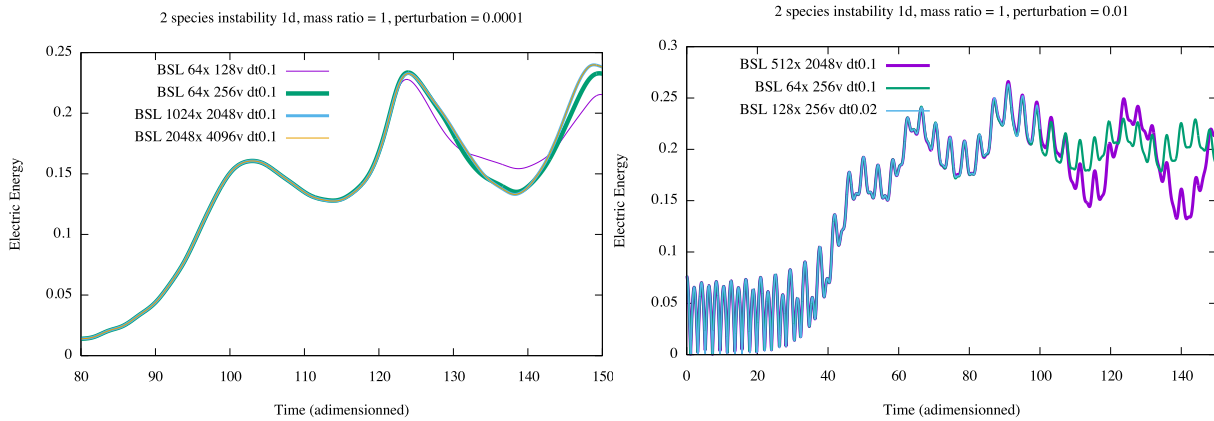 2 species instability 1d, mass ratio = 1, perturbation = 0.0001
BSL 64x 128v dt0.1
BSL 64x 256v dt0.1
BSL 1024x 2048v dt0.1
BSL 2048x 4096v dt0.1
Electric Energy
0.25
0.2
0.15
0.1
0.05
0
80 90 100 110 120 130 140 150
Time (adimensionned)
2 species instability 1d, mass ratio = 1, perturbation = 0.01
BSL 512x 2048v dt0.1
BSL 64x 256v dt0.1
BSL 128x 256v dt0.02
Electric Energy
0.3
0.25
0.2
0.15
0.1
0.05
0
0 20 40 60 80 100 120 140
Time (adimensionned)